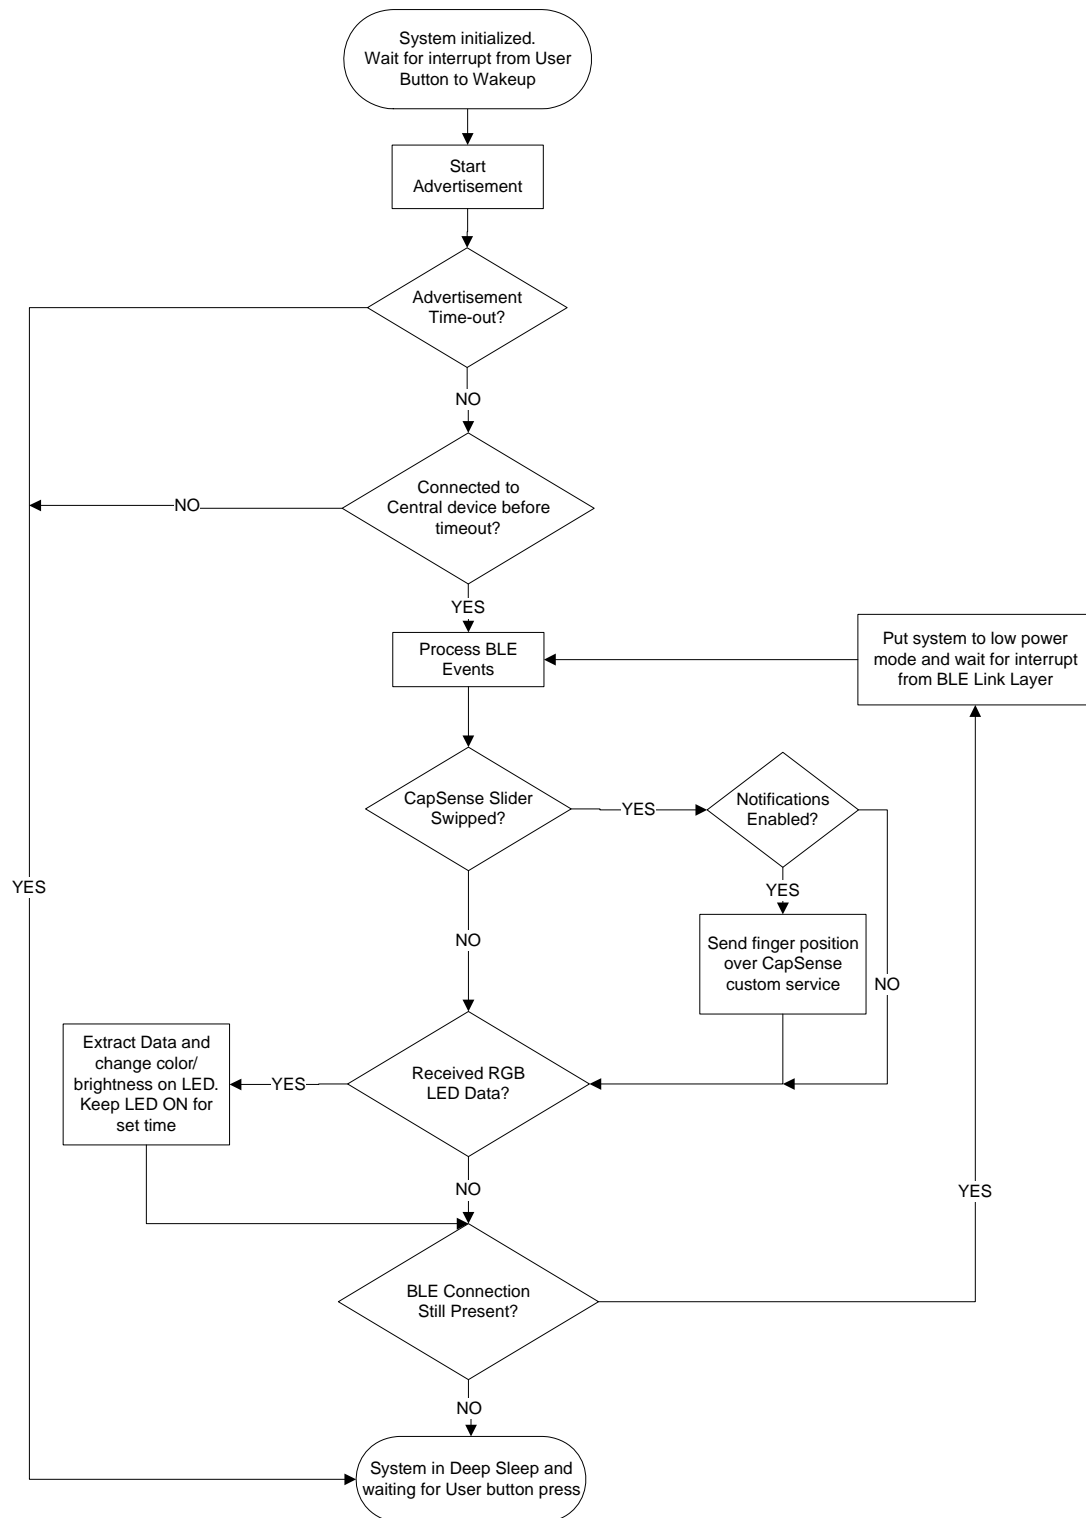 System initialized.
Wait for interrupt from User
Button to Wakeup
Start
Advertisement
Advertisement
Time-out?
NO
Connected to
Central device before
timeout?
NO
YES
Process BLE
Events
Put system to low power
mode and wait for interrupt
from BLE Link Layer
CapSense Slider
Swipped?
YES
Notifications
Enabled?
YES
YES
NO
Send finger position
over CapSense
custom service
NO
Extract Data and
change color/
brightness on LED.
Keep LED ON for
set time
YES
Received RGB
LED Data?
NO
YES
BLE Connection
Still Present?
NO
System in Deep Sleep and
waiting for User button press